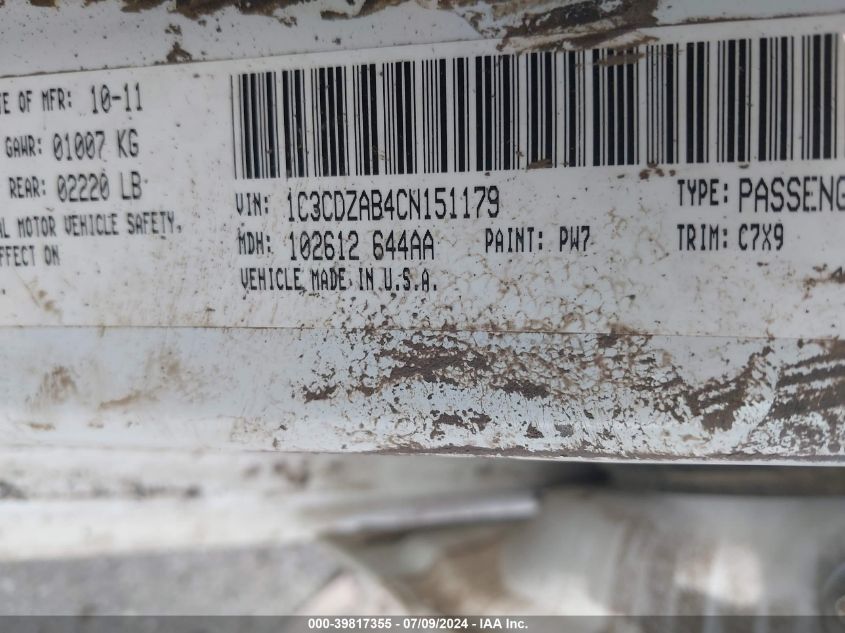 TE OF MFR: 10-11
GAWR: 01007 KG
REAR: 02220 LB
AL MOTOR VEHICLE SAFETY,
FFECT ON
VIN: 1C3CDZAB4CN151179
TYPE: PASSENG
MDH: 102612 644AA
PAINT: PW7
TRIM: C7X9
VEHICLE MADE IN U.S.A.
000-39817355 - 07/09/2024 - IAA Inc.